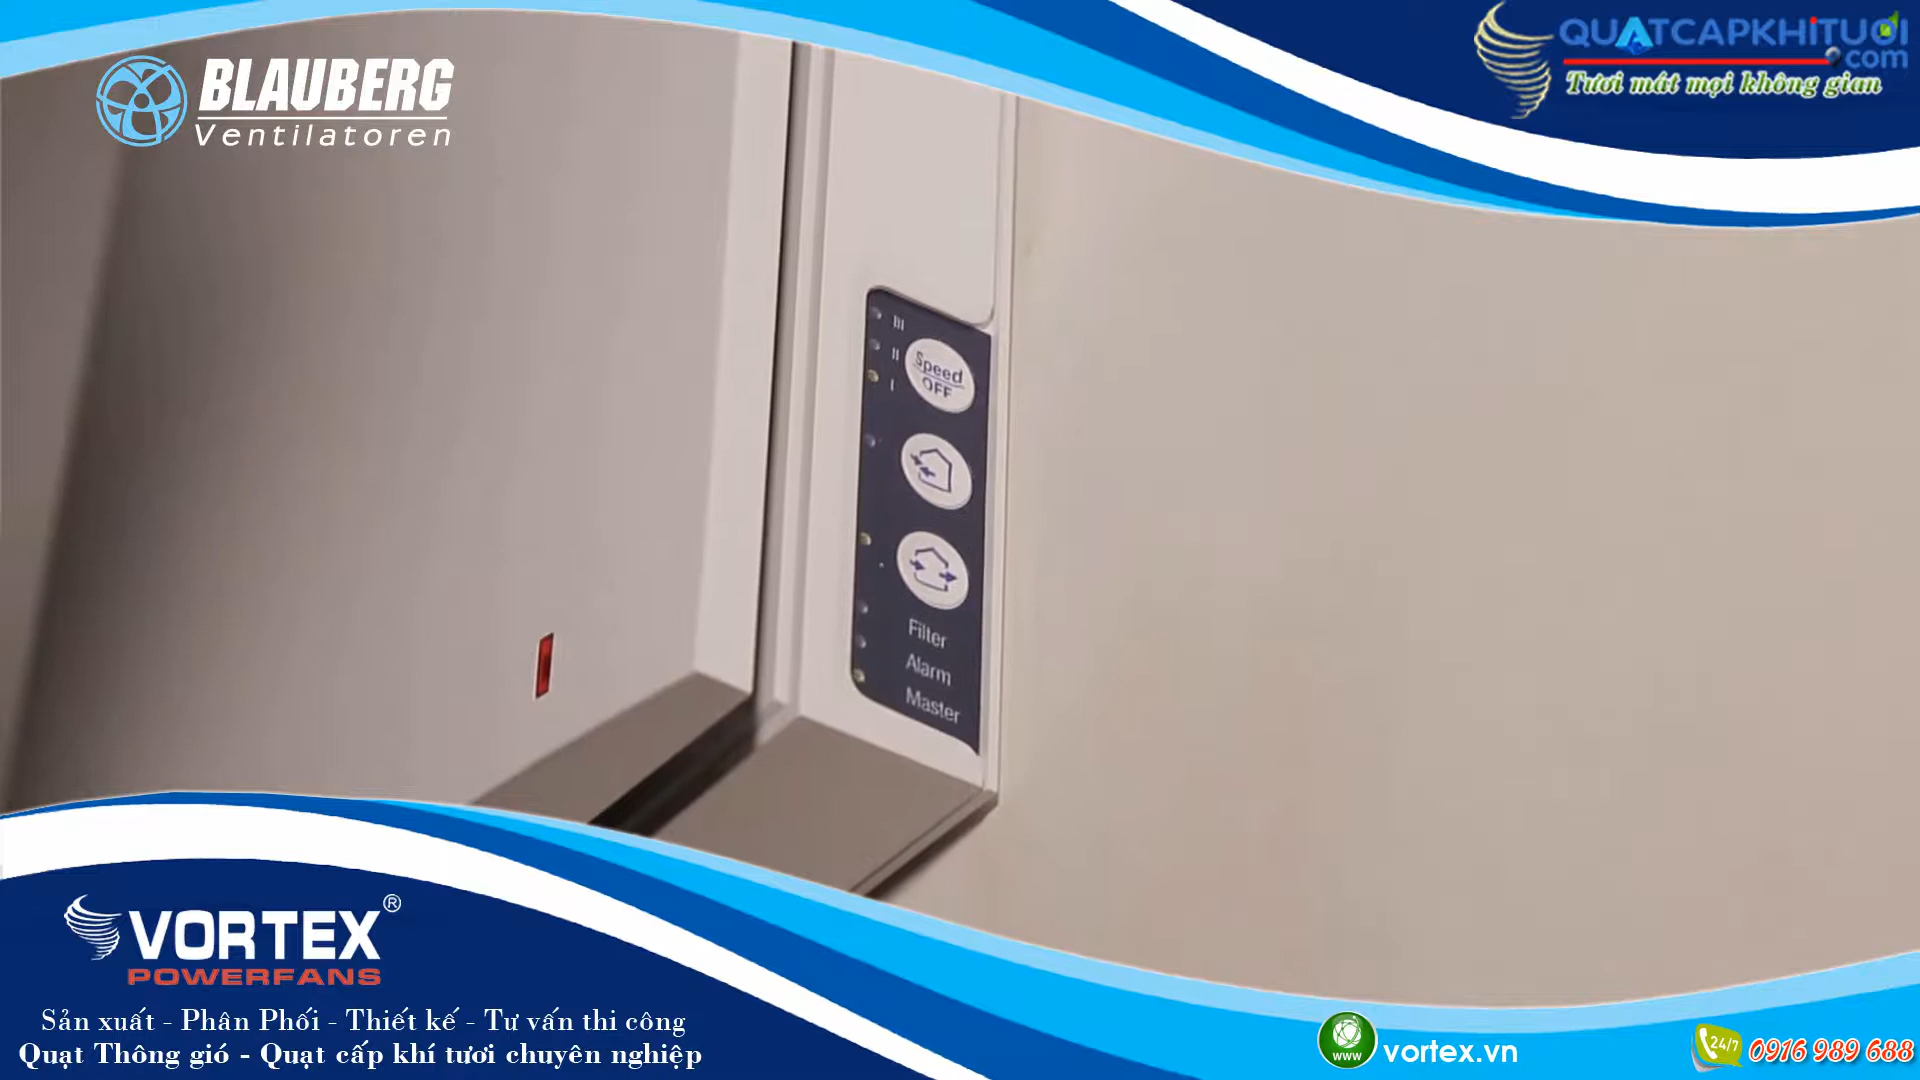 BLAUBERG
Ventilatoren
QUATCAPKHITUOI
.com
Tươi mát mọi không gian
III
II
I
Speed
OFF
Filter
Alarm
Master
VORTEX®
POWERFANS
Sản xuất - Phân Phối - Thiết kế - Tư vấn thi công
Quạt Thông gió - Quạt cấp khí tươi chuyên nghiệp
www
vortex.vn
24/7
0916 989 688